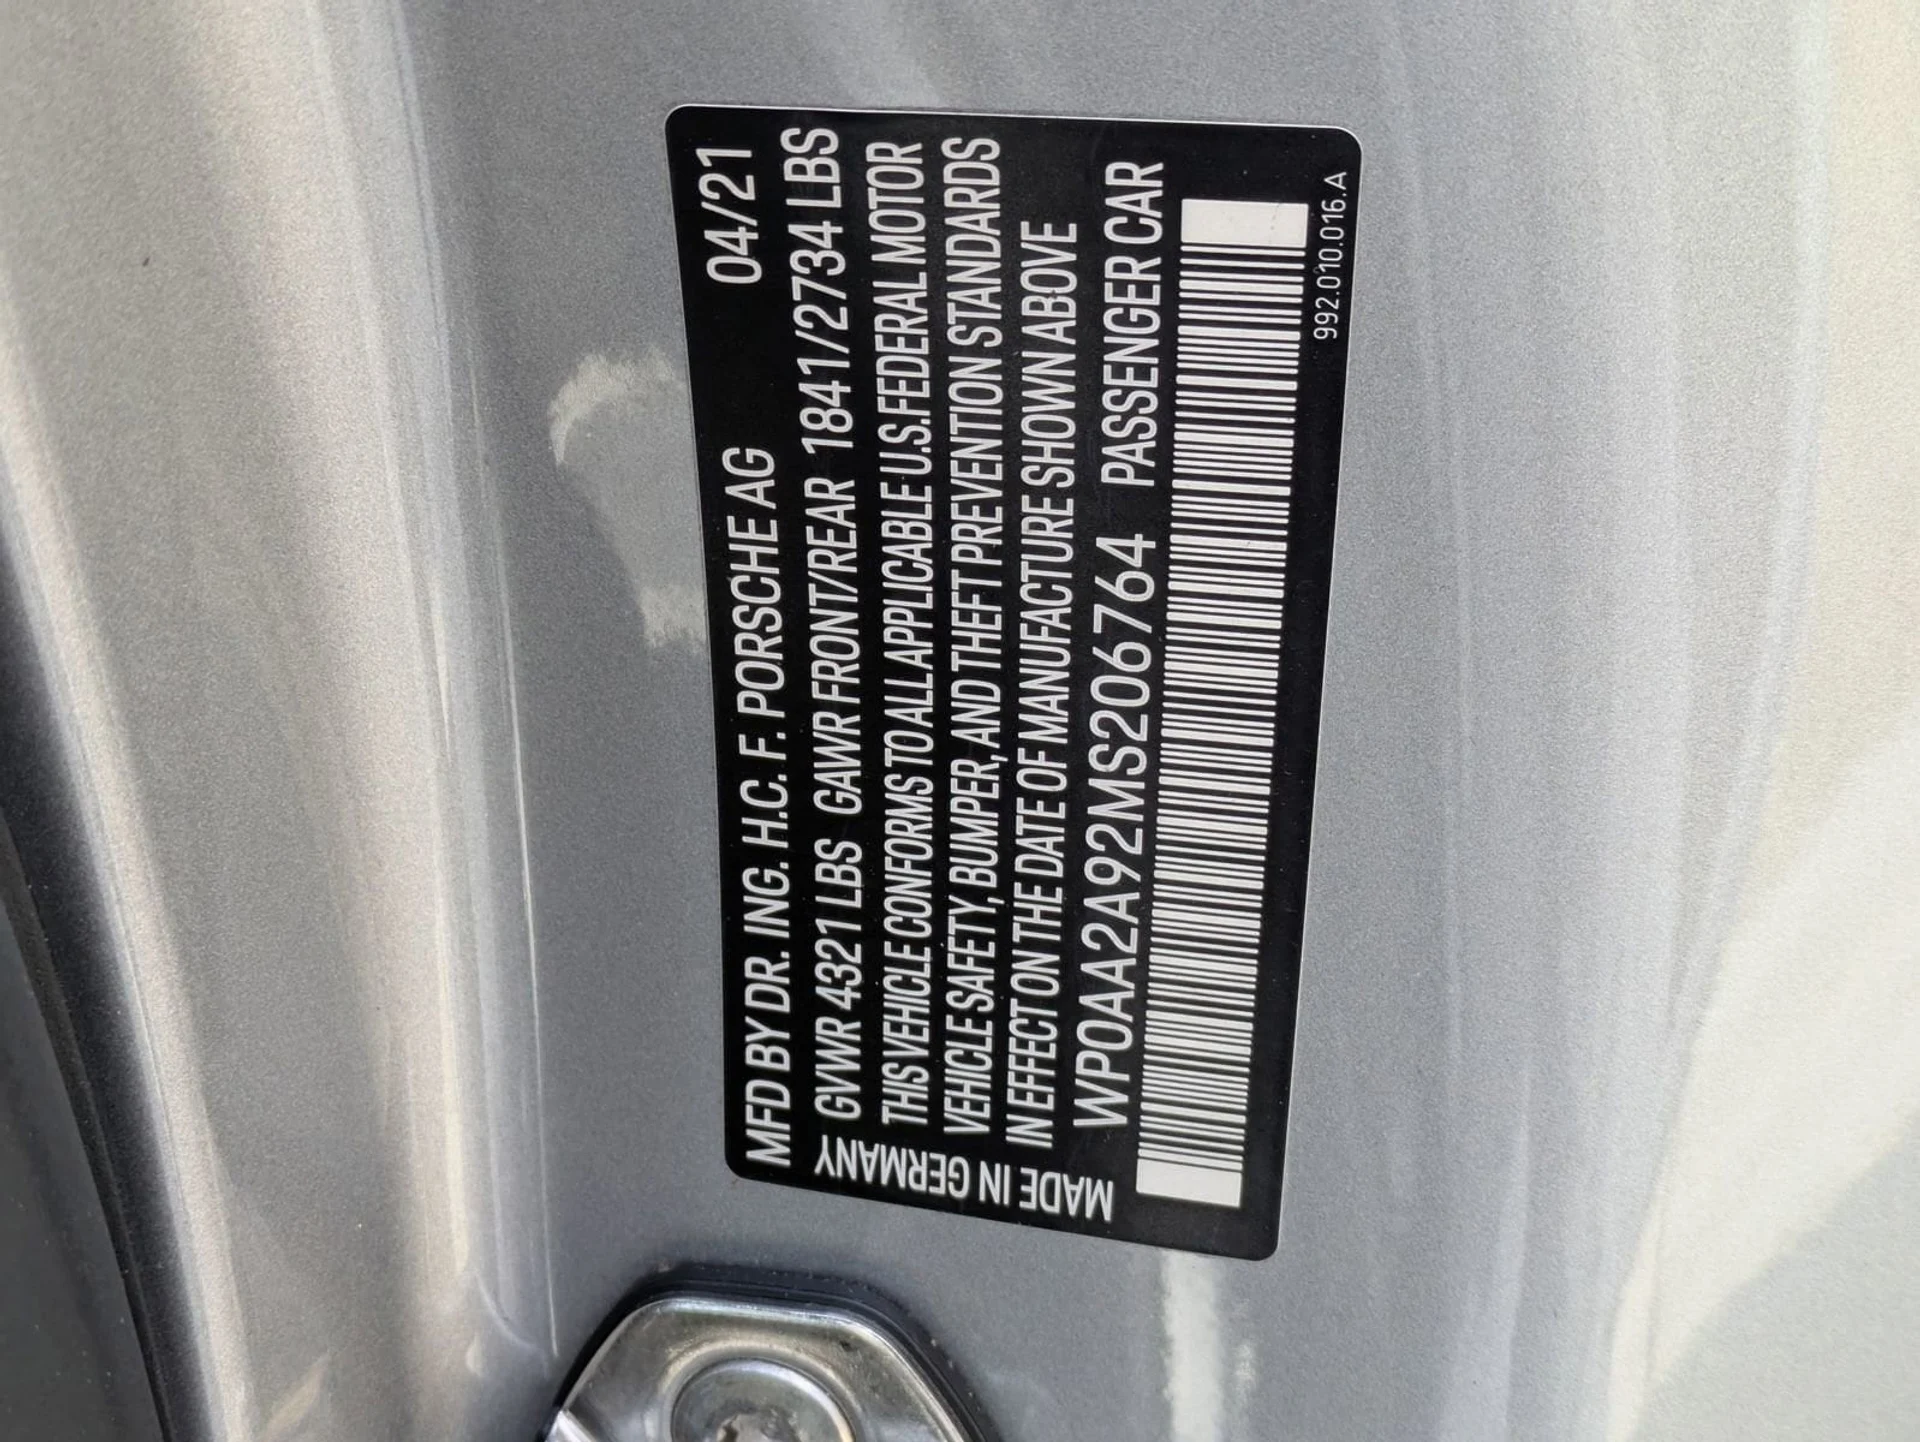 MFD BY DR. ING. H.C. F. PORSCHE AG 04/21
GVWR 4321 LBS GAWR FRONT/REAR 1841/2734 LBS
THIS VEHICLE CONFORMS TO ALL APPLICABLE U.S. FEDERAL MOTOR
VEHICLE SAFETY, BUMPER, AND THEFT PREVENTION STANDARDS
IN EFFECT ON THE DATE OF MANUFACTURE SHOWN ABOVE
WP0AA2A92MS206764 PASSENGER CAR
992.010.016.A
MADE IN GERMANY